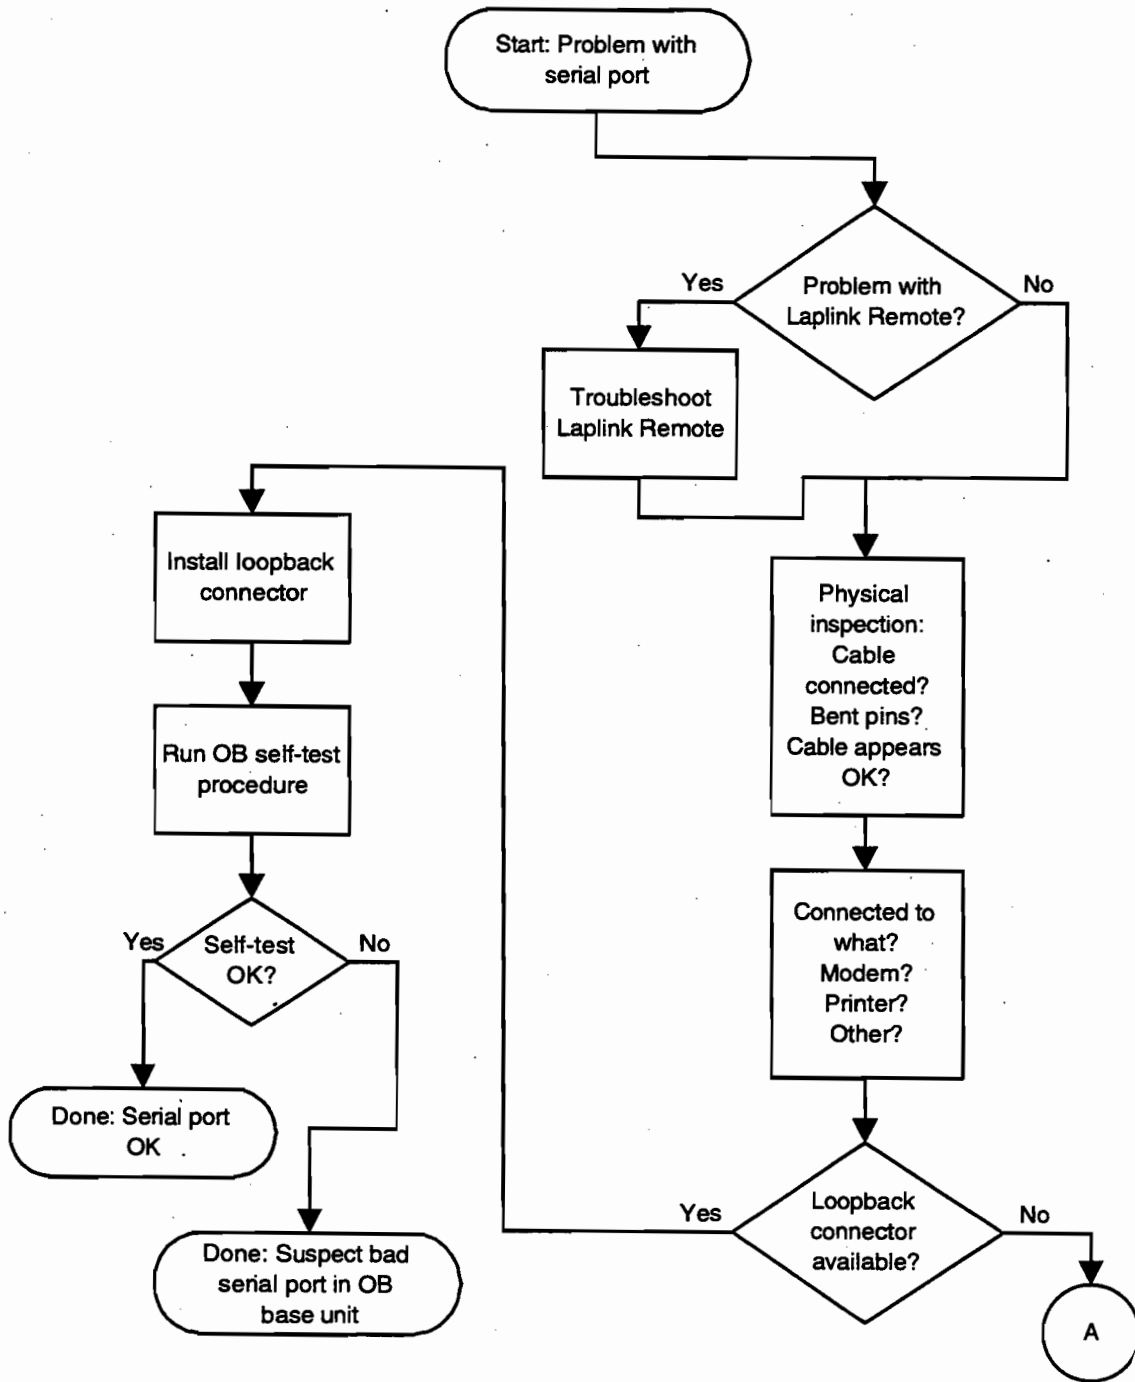 Start: Problem with
serial port
Problem with
Laplink Remote?
Yes
No
Troubleshoot
Laplink Remote
Physical
inspection:
Cable
connected?
Bent pins?
Cable appears
OK?
Connected to
what?
Modem?
Printer?
Other?
Loopback
connector
available?
Yes
No
A
Install loopback
connector
Run OB self-test
procedure
Self-test
OK?
Yes
No
Done: Serial port
OK
Done: Suspect bad
serial port in OB
base unit